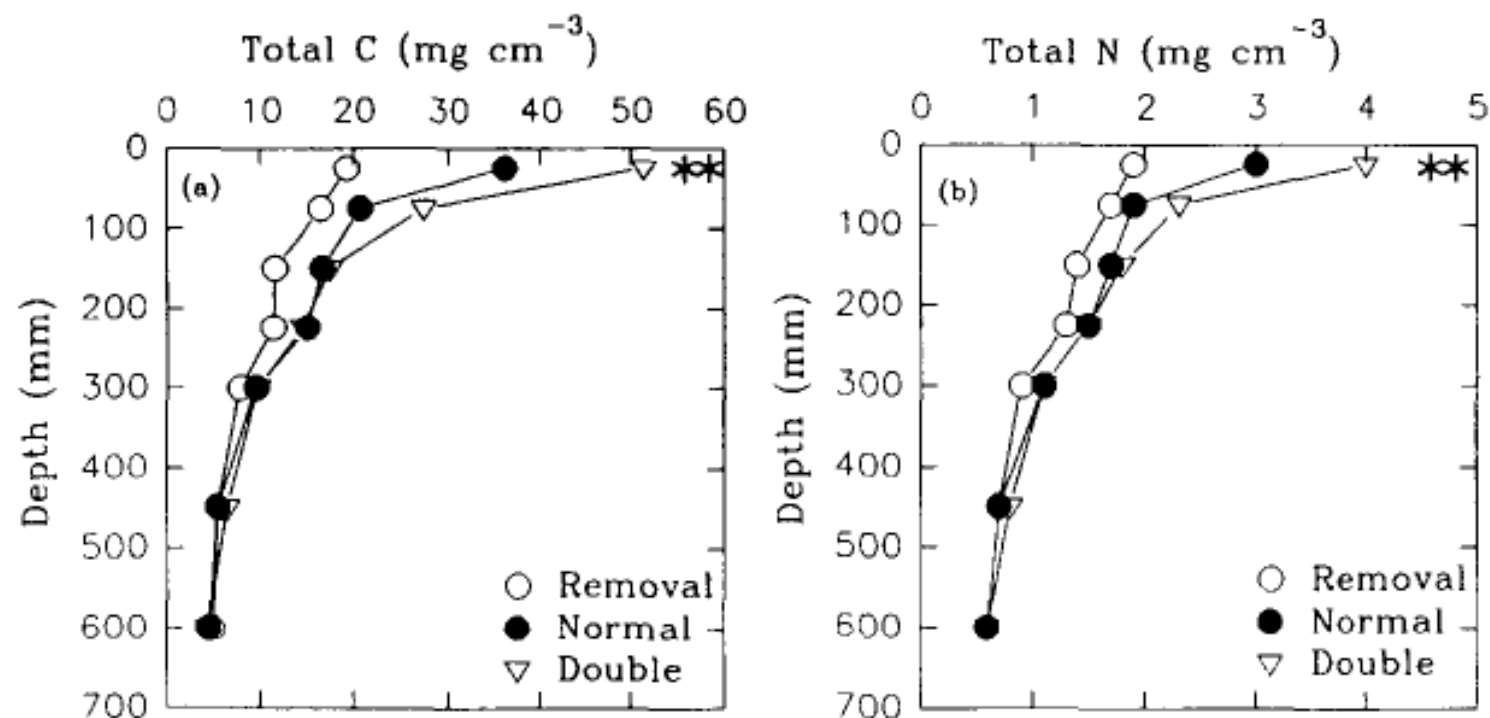 Total C (mg cm⁻³)
0 10 20 30 40 50 60
0
100
200
300
400
500
600
700
Depth (mm)
(a)
**
Removal
Normal
Double
Total N (mg cm⁻³)
0 1 2 3 4 5
0
100
200
300
400
500
600
700
Depth (mm)
(b)
**
Removal
Normal
Double